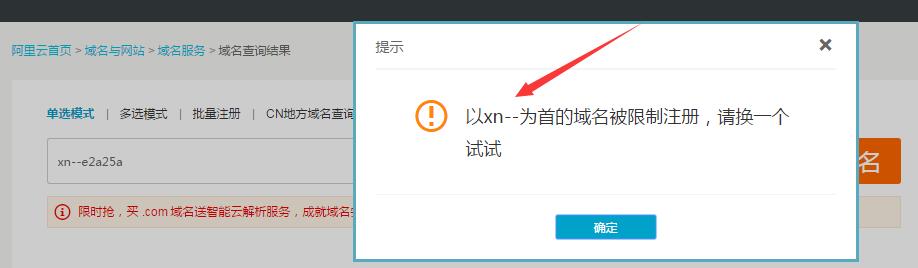 阿里云首页 > 域名与网站 > 域名服务 > 域名查询结果
单选模式 | 多选模式 | 批量注册 | CN地方域名查询
xn--e2a25a
名
限时抢，买 .com 域名送智能云解析服务，成就域名
提示
以xn--为首的域名被限制注册，请换一个
试试
确定